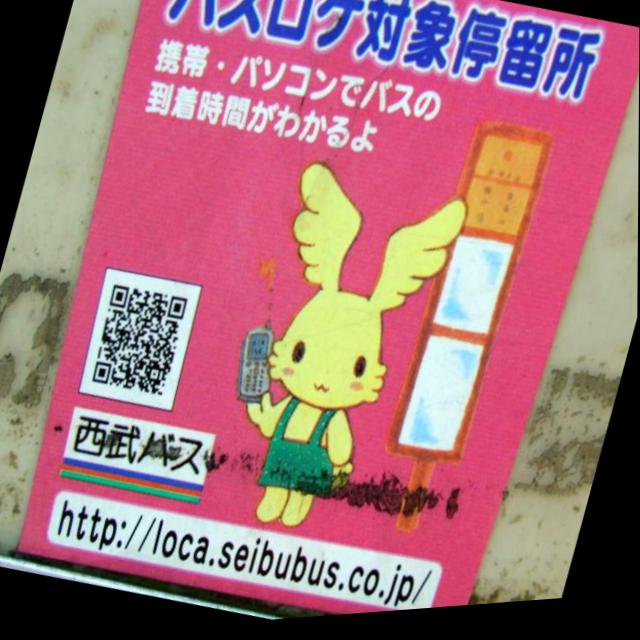 バスロケ対象停留所
携帯・パソコンでバスの
到着時間がわかるよ
西武バス
http://loca.seibubus.co.jp/